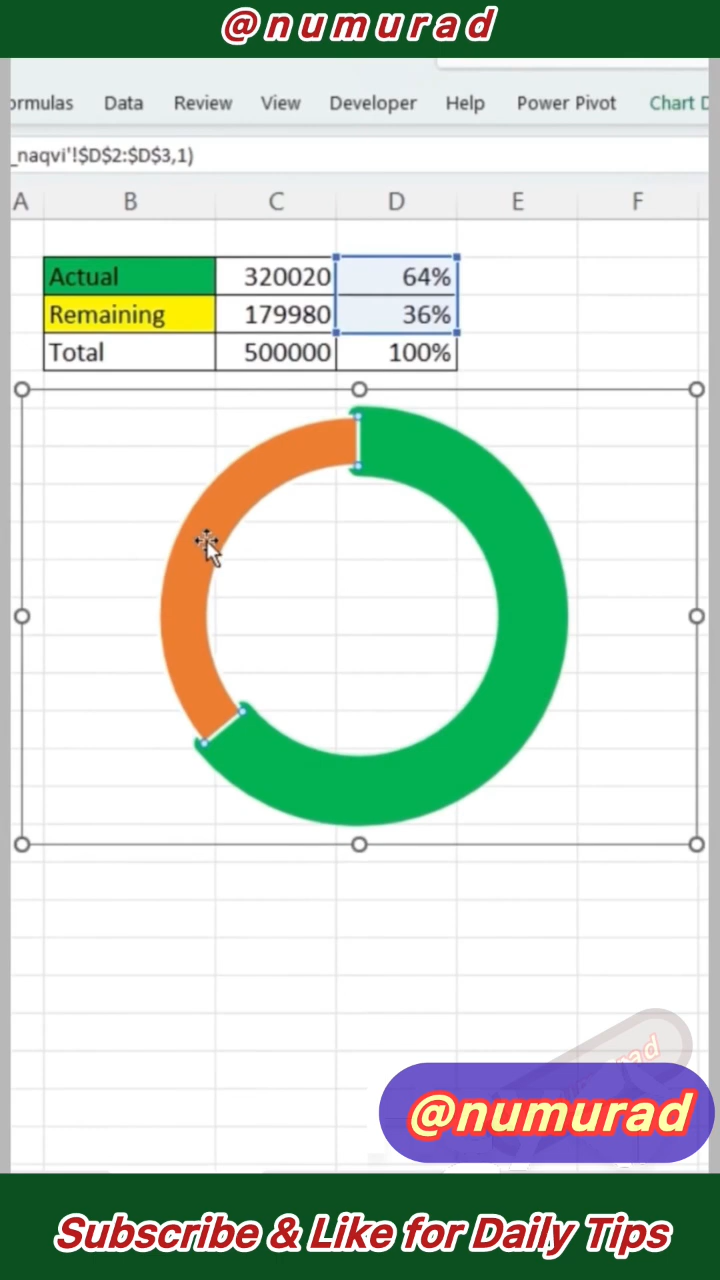 @numurad
ormulas Data Review View Developer Help Power Pivot Chart D
_naqvi'!$D$2:$D$3,1)
A B C D E F
Actual 320020 64%
Remaining 179980 36%
Total 500000 100%
@numurad
Subscribe & Like for Daily Tips